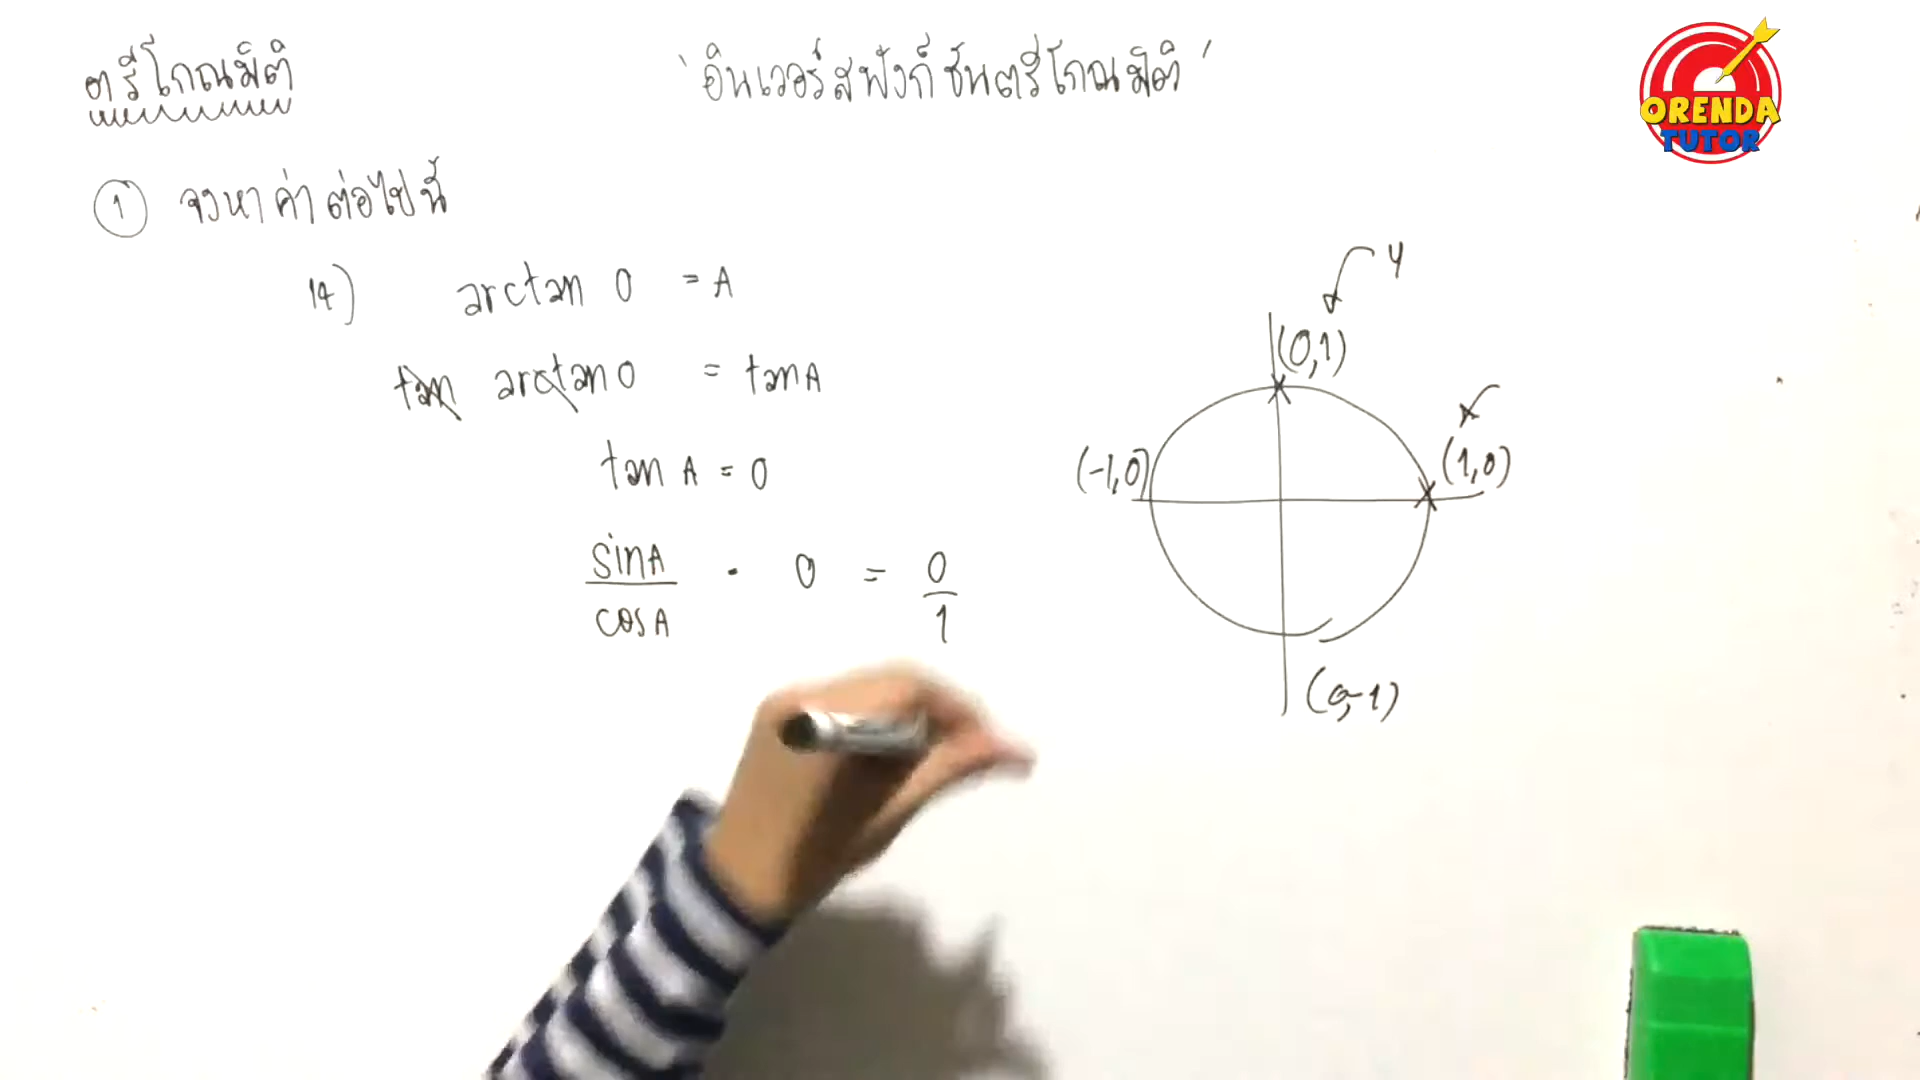 ตรีโกณมิติ
'อินเวอร์สฟังก์ชันตรีโกณมิติ'
ORENDA
TUTOR
① จงหาค่าต่อไปนี้
14) arctan 0 = A
tan arctan 0 = tan A
tan A = 0
sin A / cos A = 0 = 0 / 1
y
(0,1)
(-1,0)
(1,0)
(0,-1)